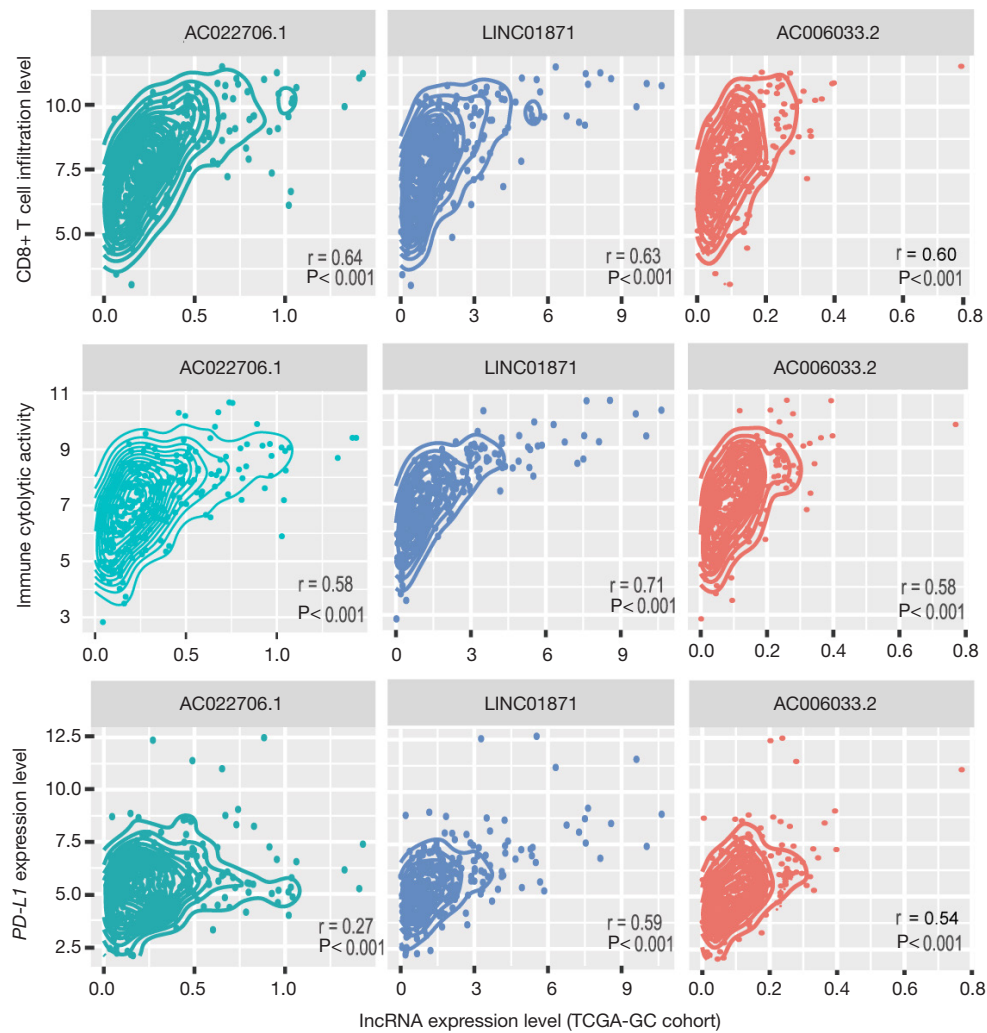 AC022706.1 LINC01871 AC006033.2
CD8+ T cell infiltration level
10.0
7.5
5.0
r = 0.64 r = 0.63 r = 0.60
P< 0.001 P< 0.001 P< 0.001
0.0 0.5 1.0 0 3 6 9 0.0 0.2 0.4 0.6 0.8
AC022706.1 LINC01871 AC006033.2
Immune cytolytic activity
11
9
7
5
3
r = 0.58 r = 0.71 r = 0.58
P< 0.001 P< 0.001 P< 0.001
0.0 0.5 1.0 0 3 6 9 0.0 0.2 0.4 0.6 0.8
AC022706.1 LINC01871 AC006033.2
PD-L1 expression level
12.5
10.0
7.5
5.0
2.5
r = 0.27 r = 0.59 r = 0.54
P< 0.001 P< 0.001 P< 0.001
0.0 0.5 1.0 0 3 6 9 0.0 0.2 0.4 0.6 0.8
lncRNA expression level (TCGA-GC cohort)